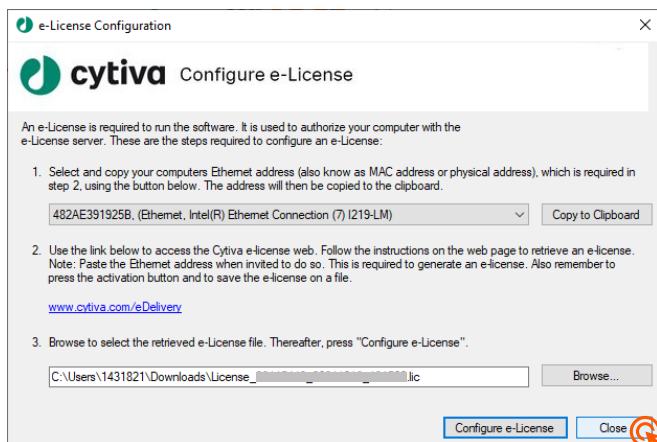 e-License Configuration
cytiva Configure e-License
An e-License is required to run the software. It is used to authorize your computer with the
e-License server. These are the steps required to configure an e-License:
1. Select and copy your computers Ethernet address (also know as MAC address or physical address), which is required in
step 2, using the button below. The address will then be copied to the clipboard.
482AE391925B, (Ethernet, Intel(R) Ethernet Connection (7) I219-LM) Copy to Clipboard
2. Use the link below to access the Cytiva e-license web. Follow the instructions on the web page to retrieve an e-license.
Note: Paste the Ethernet address when invited to do so. This is required to generate an e-license. Also remember to
press the activation button and to save the e-license on a file.
www.cytiva.com/eDelivery
3. Browse to select the retrieved e-License file. Thereafter, press "Configure e-License".
C:\Users\1431821\Downloads\License_ .lic Browse...
Configure e-License Close